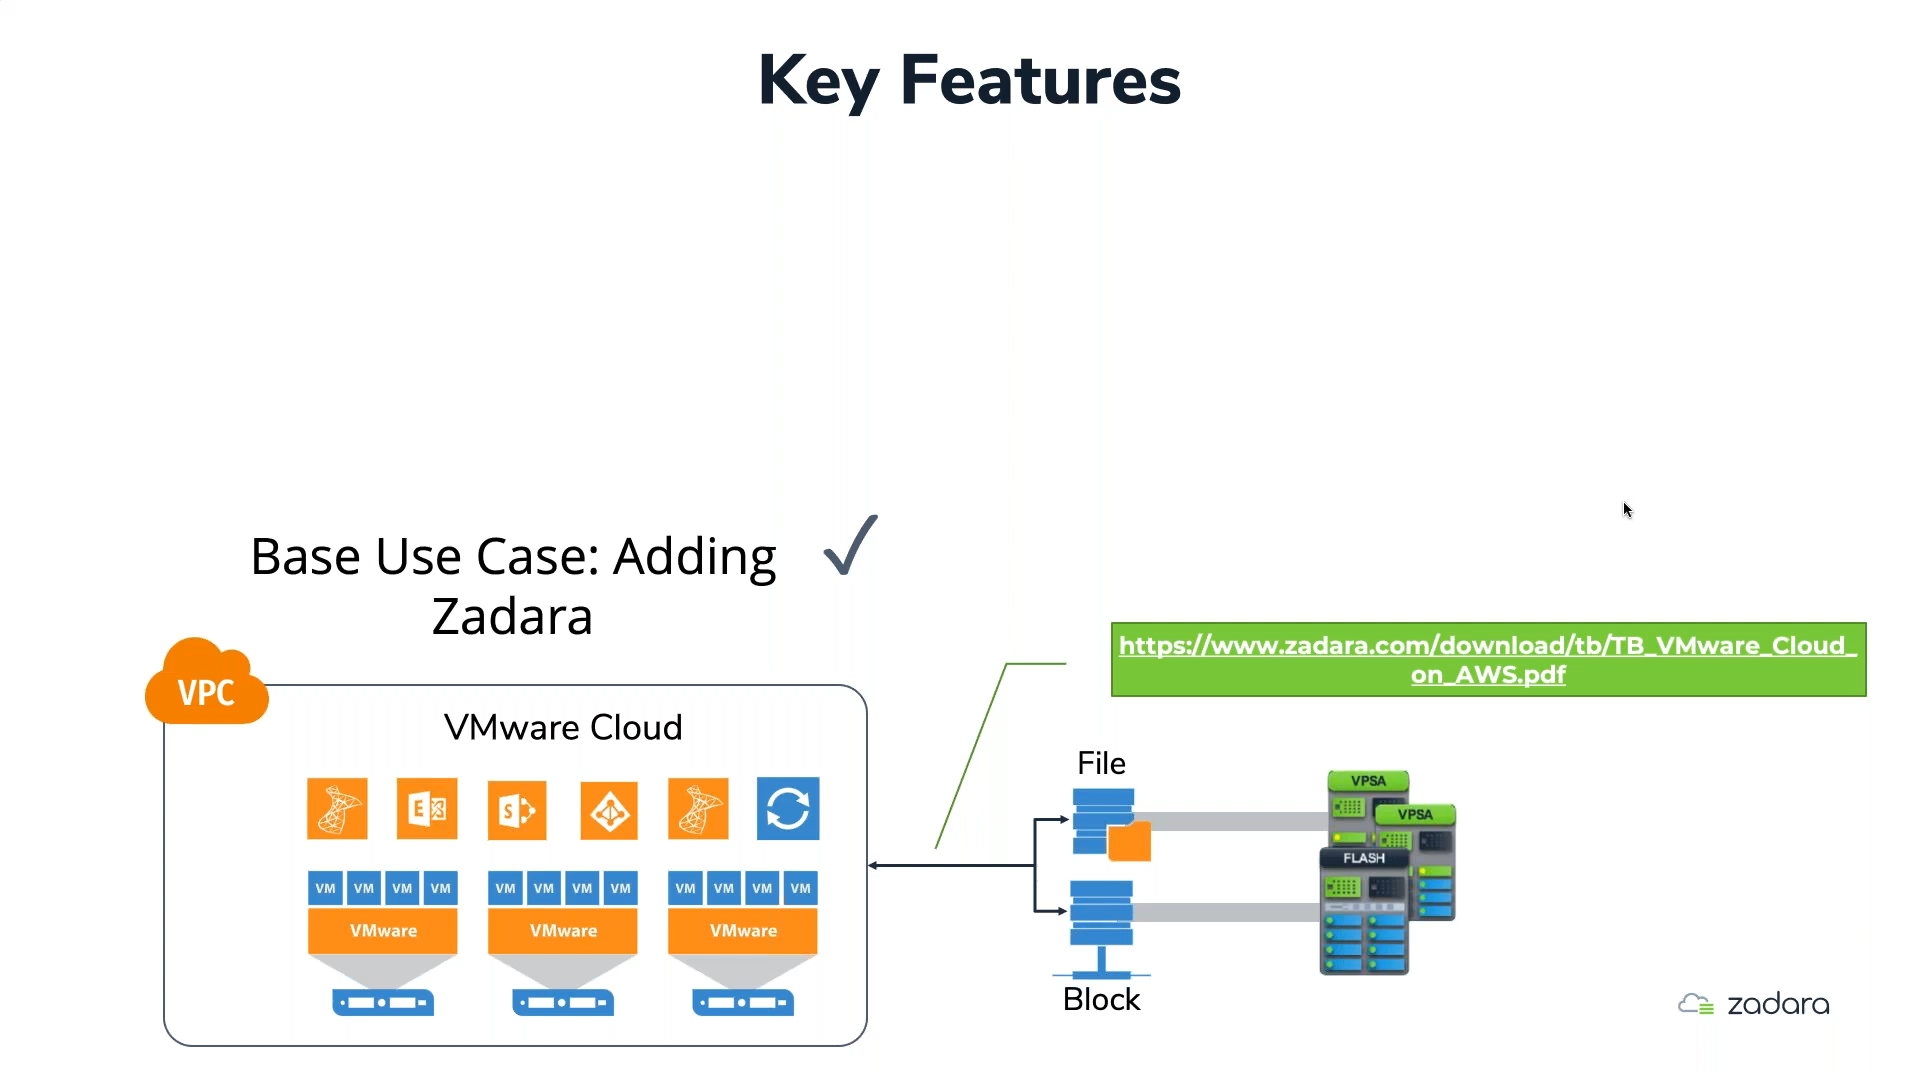 Key Features
Base Use Case: Adding
Zadara
https://www.zadara.com/download/tb/TB_VMware_Cloud_
on_AWS.pdf
VPC
VMware Cloud
File
VPSA
VPSA
E
S
FLASH
VM VM VM VM VM VM VM VM VM VM VM VM
VMware VMware VMware
Block
zadara